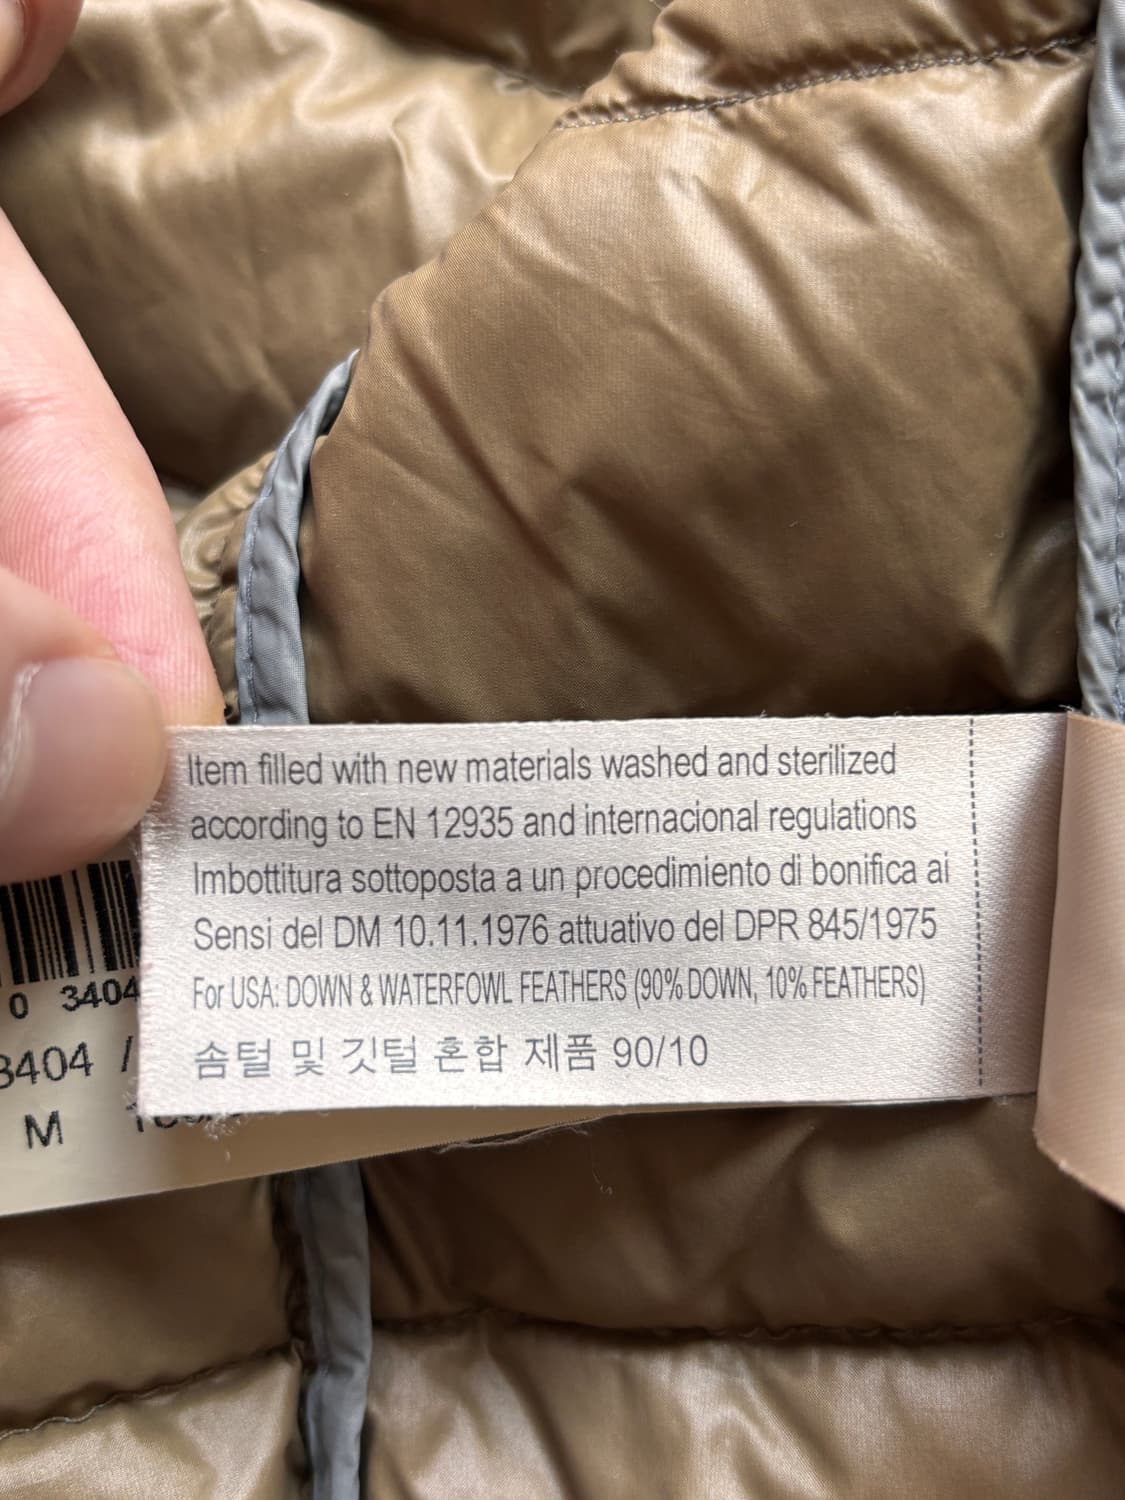 Item filled with new materials washed and sterilized
according to EN 12935 and internacional regulations
Imbottitura sottoposta a un procedimiento di bonifica ai
Sensi del DM 10.11.1976 attuativo del DPR 845/1975
For USA: DOWN & WATERFOWL FEATHERS (90% DOWN, 10% FEATHERS)
솜털 및 깃털 혼합 제품 90/10
0 3404
3404 /
M